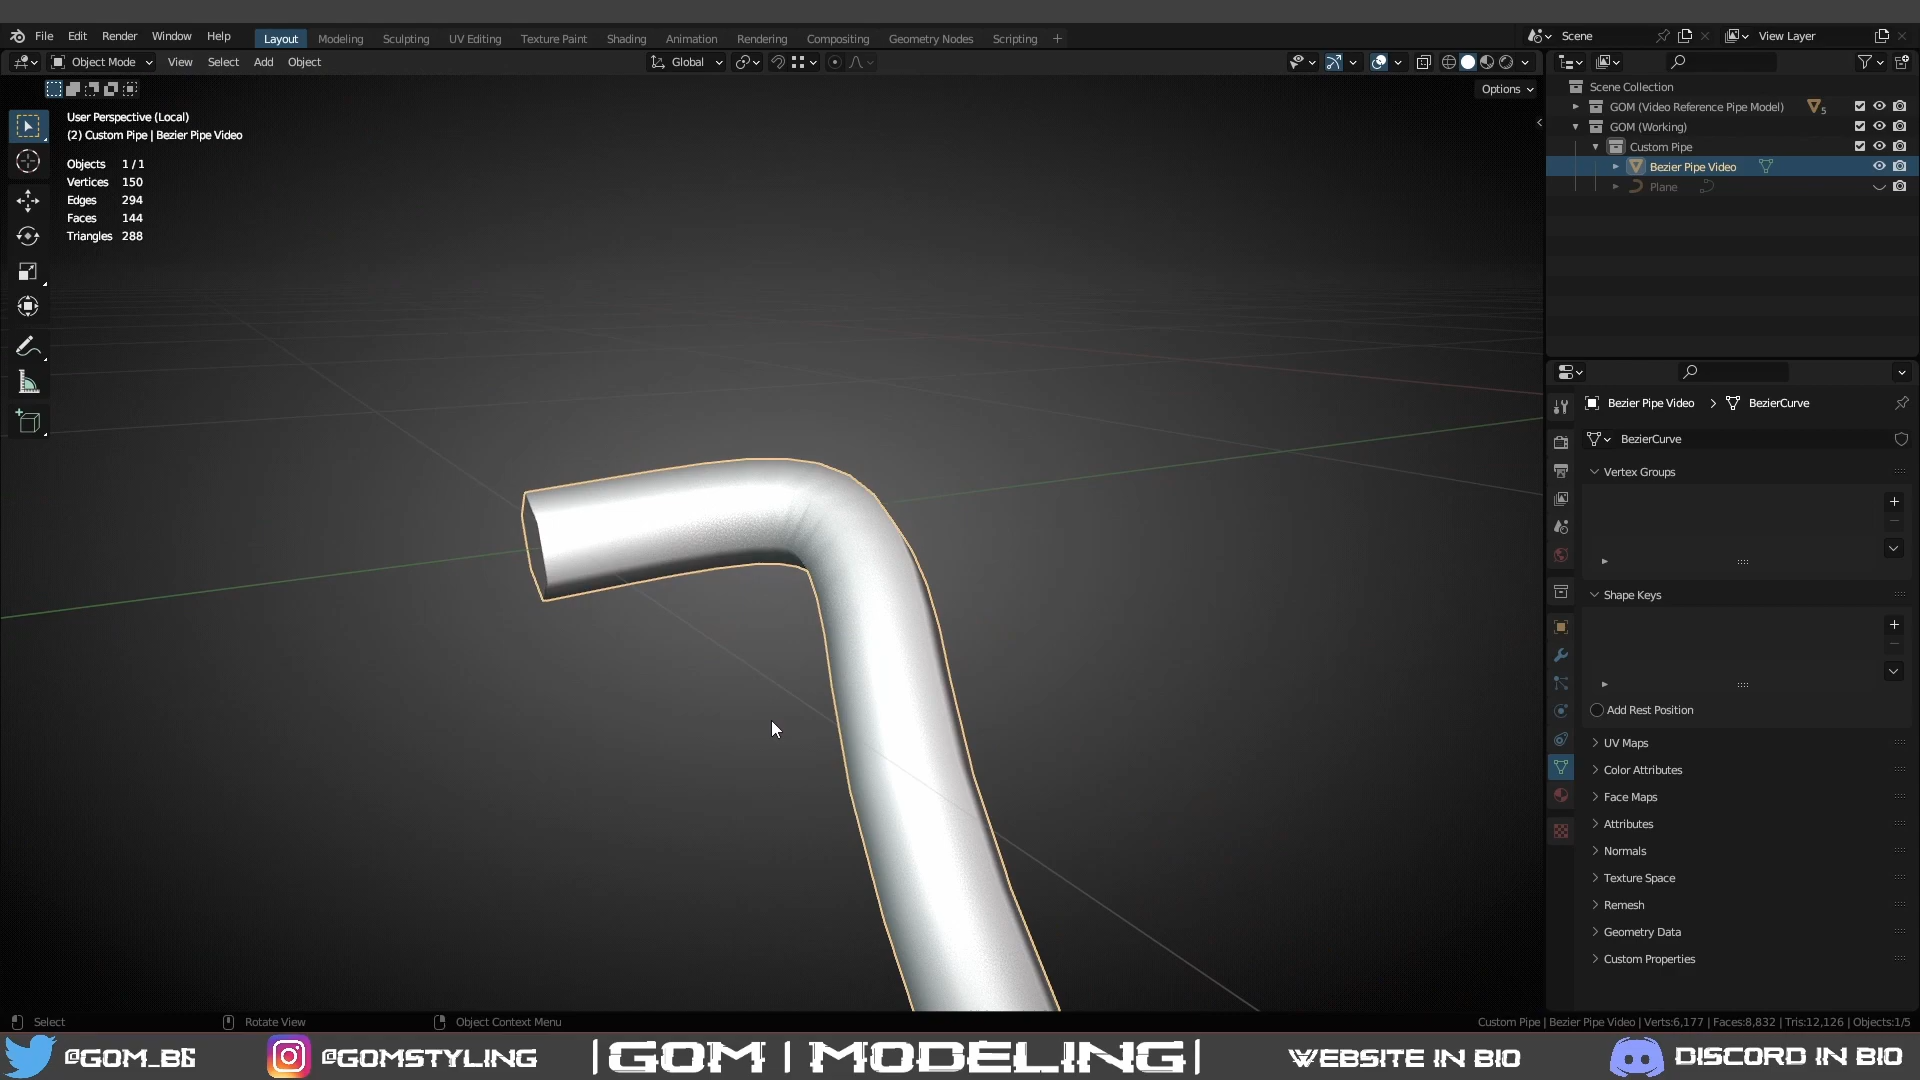 File Edit Render Window Help Layout Modeling Sculpting UV Editing Texture Paint Shading Animation Rendering Compositing Geometry Nodes Scripting + Scene View Layer
Object Mode View Select Add Object Global
Options
User Perspective (Local)
(2) Custom Pipe | Bezier Pipe Video
Objects 1 / 1
Vertices 150
Edges 294
Faces 144
Triangles 288
Scene Collection
GOM (Video Reference Pipe Model) 5
GOM (Working)
Custom Pipe
Bezier Pipe Video
Plane
Bezier Pipe Video > BezierCurve
BezierCurve
Vertex Groups
Shape Keys
Add Rest Position
UV Maps
Color Attributes
Face Maps
Attributes
Normals
Texture Space
Remesh
Geometry Data
Custom Properties
Select Rotate View Object Context Menu Custom Pipe | Bezier Pipe Video | Verts:6,177 | Faces:8,832 | Tris:12,126 | Objects:1/5
@GOM_B6 @GOMSTYLING |GOM | MODELING| WEBSITE IN BIO DISCORD IN BIO